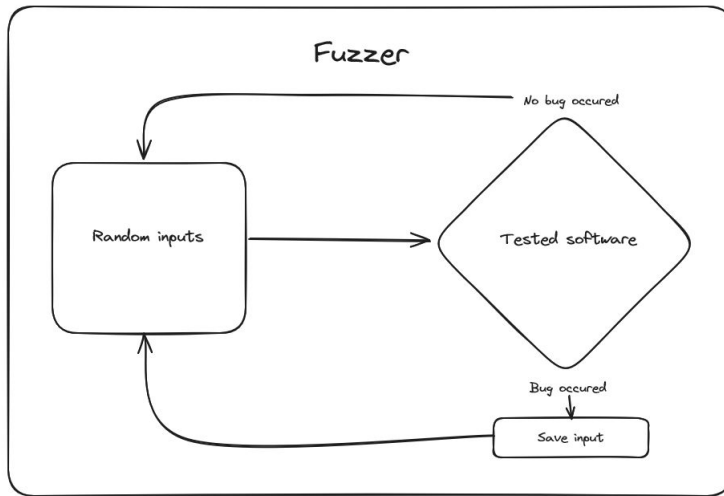 Fuzzer
No bug occured
Random inputs
Tested software
Bug occured
Save input